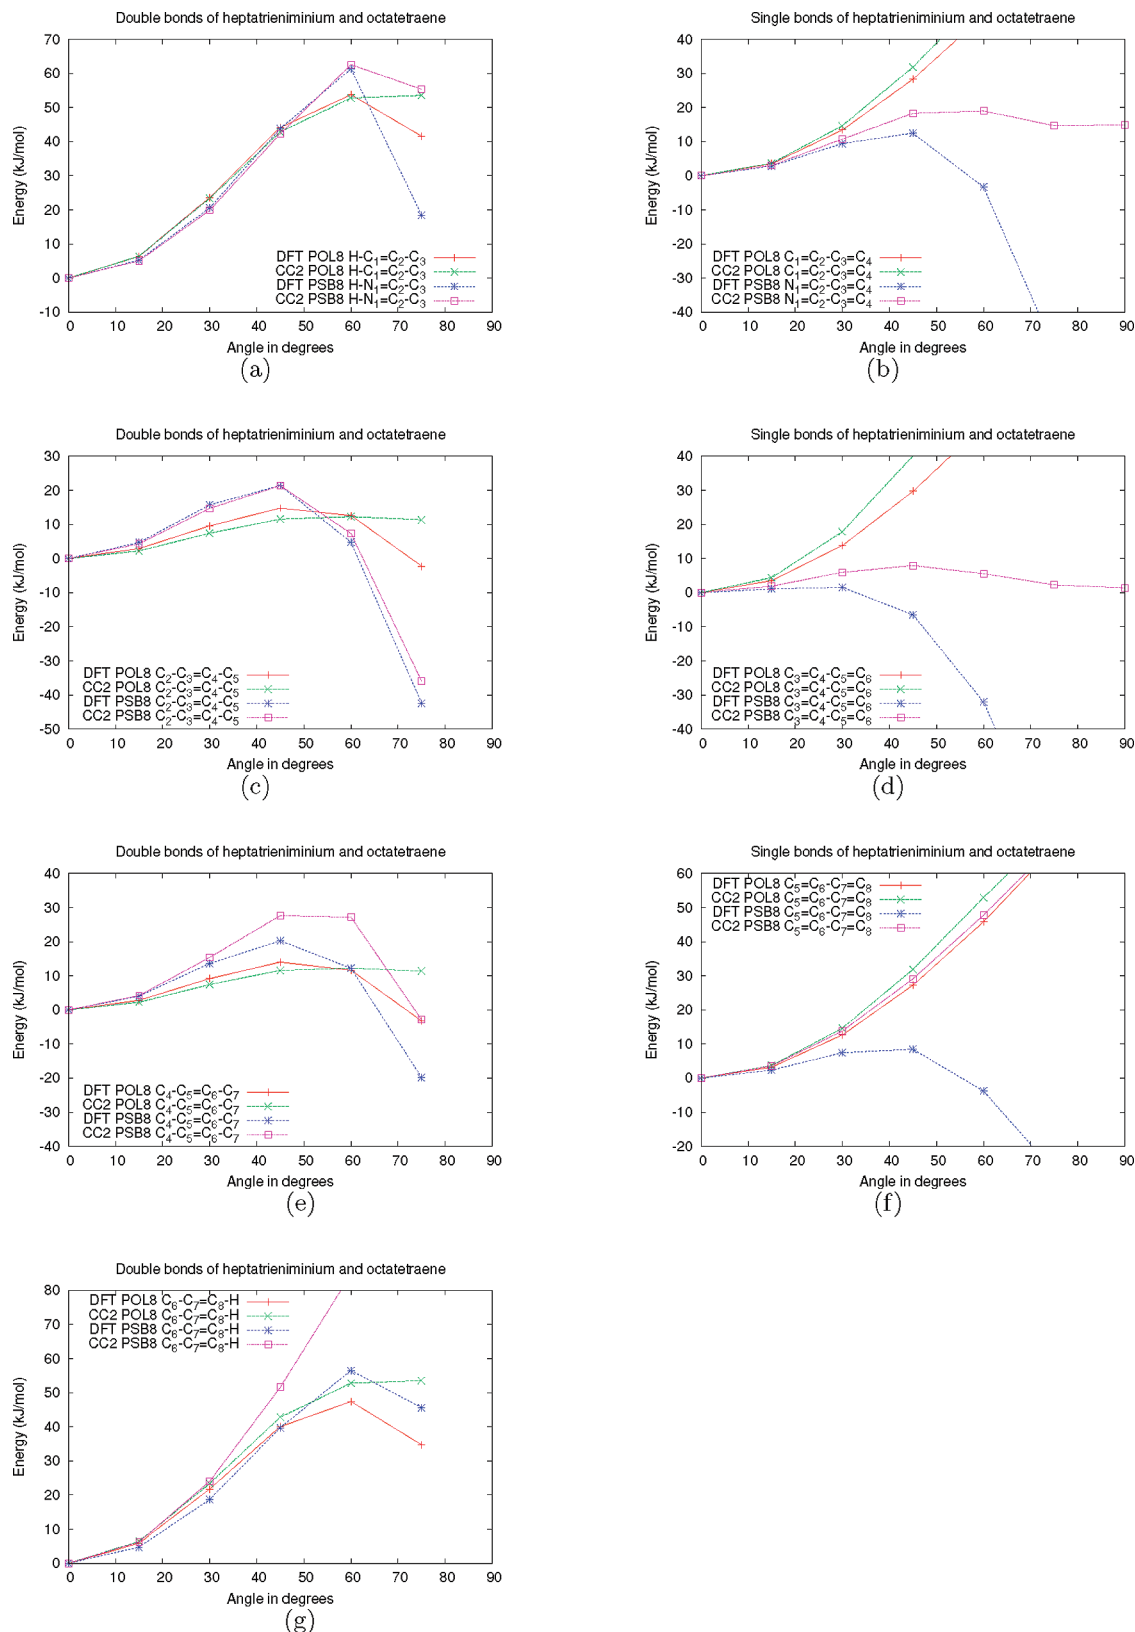 Double bonds of heptatrieniminium and octatetraene
70
60
50
40
30
20
10
0
-10
Energy (kJ/mol)
DFT POL8 H-C1=C2-C3
CC2 POL8 H-C1=C2-C3
DFT PSB8 H-N1=C2-C3
CC2 PSB8 H-N1=C2-C3
0 10 20 30 40 50 60 70 80 90
Angle in degrees
(a)
Single bonds of heptatrieniminium and octatetraene
40
30
20
10
0
-10
-20
-30
-40
Energy (kJ/mol)
DFT POL8 C1=C2-C3=C4
CC2 POL8 C1=C2-C3=C4
DFT PSB8 N1=C2-C3=C4
CC2 PSB8 N1=C2-C3=C4
0 10 20 30 40 50 60 70 80 90
Angle in degrees
(b)
Double bonds of heptatrieniminium and octatetraene
30
20
10
0
-10
-20
-30
-40
-50
Energy (kJ/mol)
DFT POL8 C2-C3=C4-C5
CC2 POL8 C2-C3=C4-C5
DFT PSB8 C2-C3=C4-C5
CC2 PSB8 C2-C3=C4-C5
0 10 20 30 40 50 60 70 80 90
Angle in degrees
(c)
Single bonds of heptatrieniminium and octatetraene
40
30
20
10
0
-10
-20
-30
-40
Energy (kJ/mol)
DFT POL8 C3=C4-C5=C6
CC2 POL8 C3=C4-C5=C6
DFT PSB8 C3=C4-C5=C6
CC2 PSB8 C3=C4-C5=C6
0 10 20 30 40 50 60 70 80 90
Angle in degrees
(d)
Double bonds of heptatrieniminium and octatetraene
40
30
20
10
0
-10
-20
-30
-40
Energy (kJ/mol)
DFT POL8 C4-C5=C6-C7
CC2 POL8 C4-C5=C6-C7
DFT PSB8 C4-C5=C6-C7
CC2 PSB8 C4-C5=C6-C7
0 10 20 30 40 50 60 70 80 90
Angle in degrees
(e)
Single bonds of heptatrieniminium and octatetraene
60
50
40
30
20
10
0
-10
-20
Energy (kJ/mol)
DFT POL8 C5=C6-C7=C8
CC2 POL8 C5=C6-C7=C8
DFT PSB8 C5=C6-C7=C8
CC2 PSB8 C5=C6-C7=C8
0 10 20 30 40 50 60 70 80 90
Angle in degrees
(f)
Double bonds of heptatrieniminium and octatetraene
80
70
60
50
40
30
20
10
0
Energy (kJ/mol)
DFT POL8 C6-C7=C8-H
CC2 POL8 C6-C7=C8-H
DFT PSB8 C6-C7=C8-H
CC2 PSB8 C6-C7=C8-H
0 10 20 30 40 50 60 70 80 90
Angle in degrees
(g)